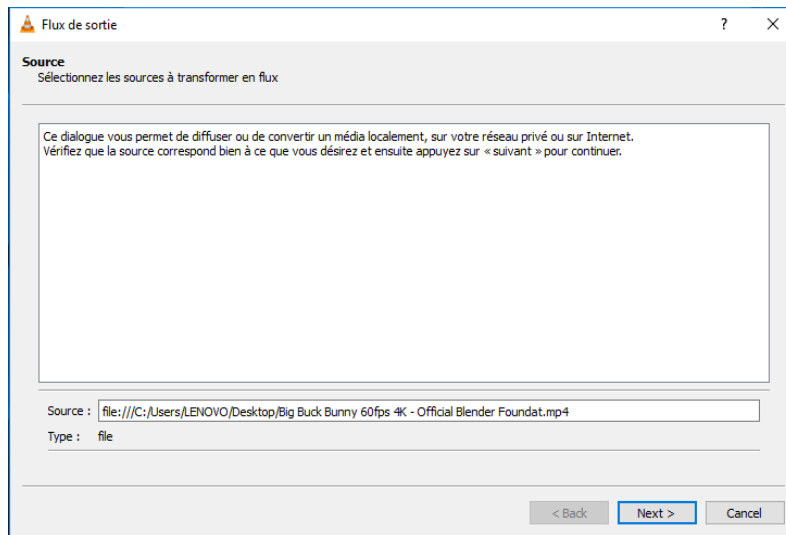 Flux de sortie
Source
Sélectionnez les sources à transformer en flux
Ce dialogue vous permet de diffuser ou de convertir un média localement, sur votre réseau privé ou sur Internet.
Vérifiez que la source correspond bien à ce que vous désirez et ensuite appuyez sur « suivant » pour continuer.
Source : file:///C:/Users/LENOVO/Desktop/Big Buck Bunny 60fps 4K - Official Blender Foundat.mp4
Type : file
< Back Next > Cancel